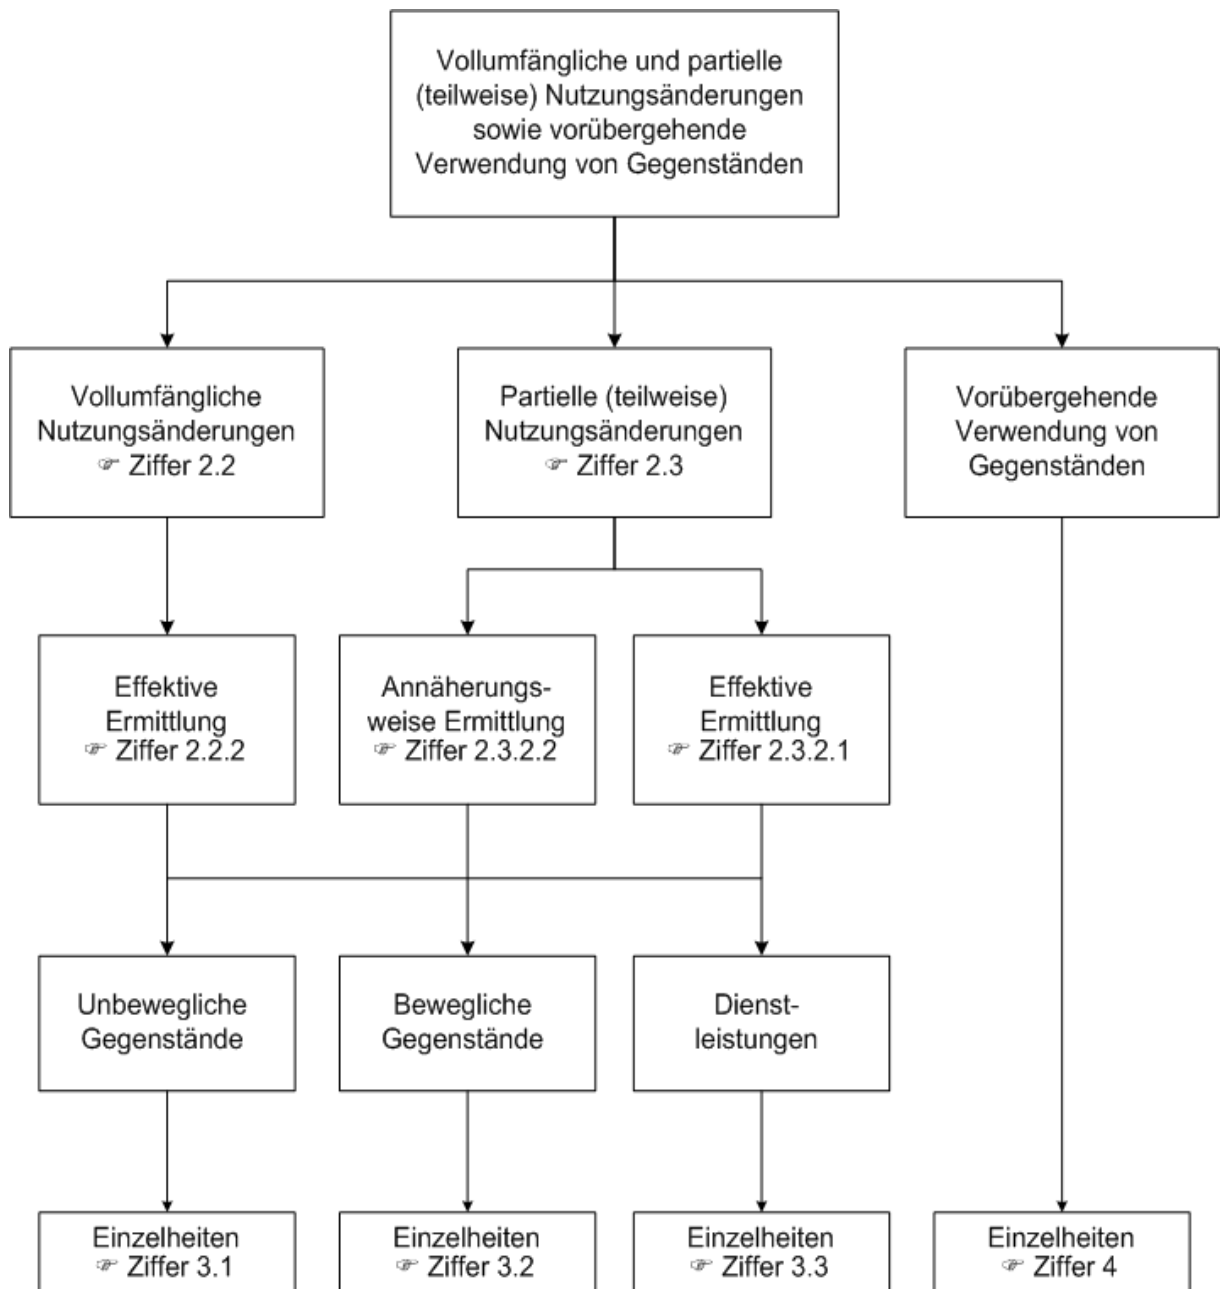 Vollumfängliche und partielle
(teilweise) Nutzungsänderungen
sowie vorübergehende
Verwendung von Gegenständen
Vollumfängliche
Nutzungsänderungen
☞ Ziffer 2.2
Partielle (teilweise)
Nutzungsänderungen
☞ Ziffer 2.3
Vorübergehende
Verwendung von
Gegenständen
Effektive
Ermittlung
☞ Ziffer 2.2.2
Annäherungs-
weise Ermittlung
☞ Ziffer 2.3.2.2
Effektive
Ermittlung
☞ Ziffer 2.3.2.1
Unbewegliche
Gegenstände
Bewegliche
Gegenstände
Dienst-
leistungen
Einzelheiten
☞ Ziffer 3.1
Einzelheiten
☞ Ziffer 3.2
Einzelheiten
☞ Ziffer 3.3
Einzelheiten
☞ Ziffer 4